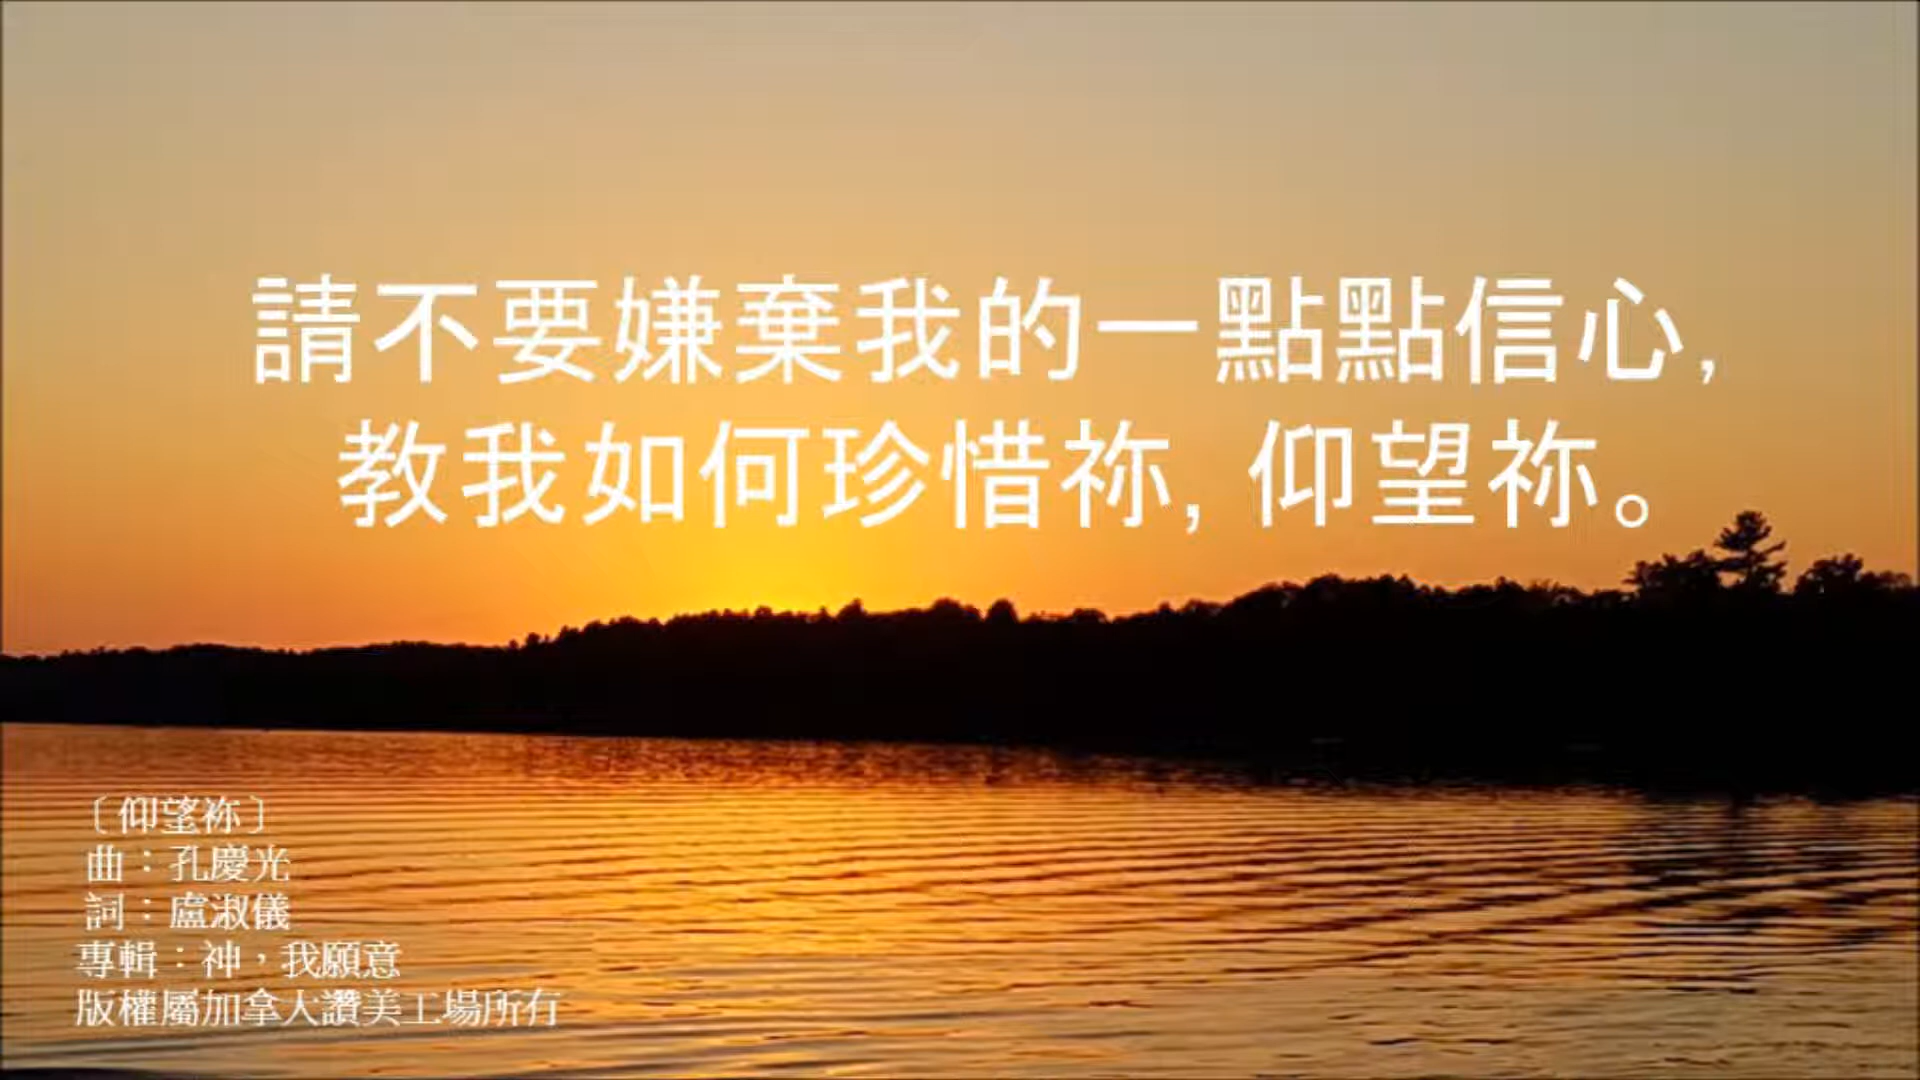 請不要嫌棄我的一點點信心,
教我如何珍惜祢, 仰望祢。
〔仰望祢〕
曲：孔慶光
詞：盧淑儀
專輯：神，我願意
版權屬加拿大讚美工場所有